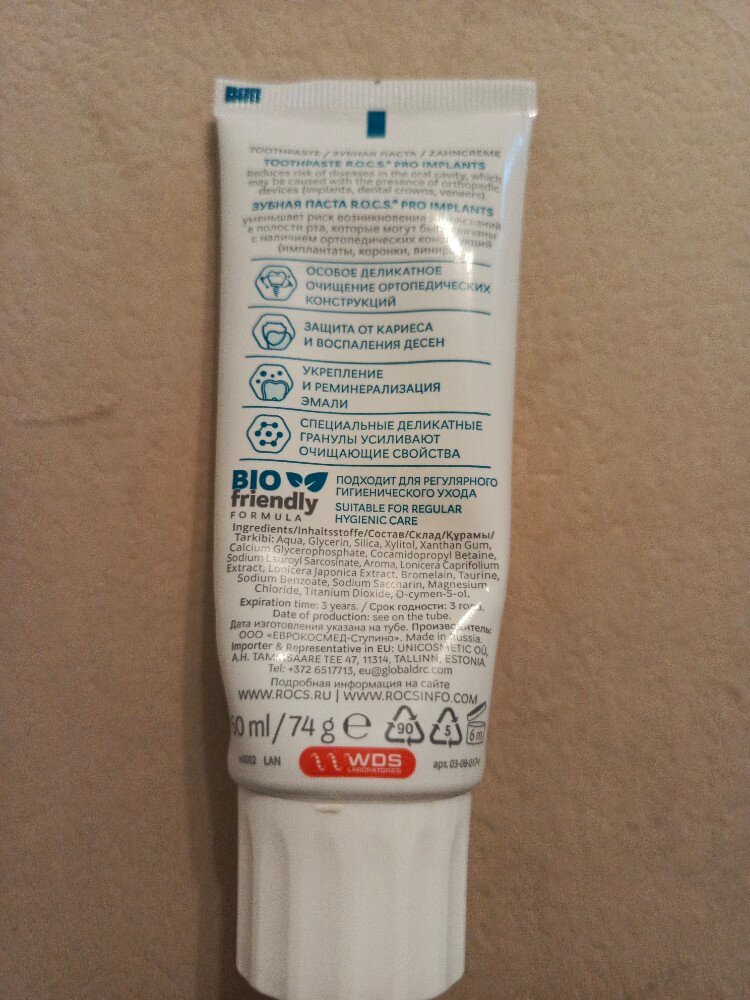 ВИП
TOOTHPASTE / ЗУБНАЯ ПАСТА / ZAHNCREME
TOOTHPASTE R.O.C.S.® PRO IMPLANTS
Reduces risk of diseases in the oral cavity, which
may be caused with the presence of orthopedic
devices (implants, dental crowns, veneers).
ЗУБНАЯ ПАСТА R.O.C.S.® PRO IMPLANTS
уменьшает риск возникновения
в полости рта, которые могут быть
с наличием ортопедических
(имплантаты, коронки,
ОСОБОЕ ДЕЛИКАТНОЕ
ОЧИЩЕНИЕ ОРТОПЕДИЧЕСКИХ
КОНСТРУКЦИЙ
ЗАЩИТА ОТ КАРИЕСА
И ВОСПАЛЕНИЯ ДЕСЕН
УКРЕПЛЕНИЕ
И РЕМИНЕРАЛИЗАЦИЯ
ЭМАЛИ
СПЕЦИАЛЬНЫЕ ДЕЛИКАТНЫЕ
ГРАНУЛЫ УСИЛИВАЮТ
ОЧИЩАЮЩИЕ СВОЙСТВА
BIO
friendly
FORMULA
ПОДХОДИТ ДЛЯ РЕГУЛЯРНОГО
ГИГИЕНИЧЕСКОГО УХОДА
SUITABLE FOR REGULAR
HYGIENIC CARE
Ingredients/Inhaltsstoffe/Состав/Склад/Құрамы/
Tarkibi: Aqua, Glycerin, Silica, Xylitol, Xanthan Gum,
Calcium Glycerophosphate, Cocamidopropyl Betaine,
Sodium Lauroyl Sarcosinate, Aroma, Lonicera Caprifolium
Extract, Lonicera Japonica Extract, Bromelain, Taurine,
Sodium Benzoate, Sodium Saccharin, Magnesium
Chloride, Titanium Dioxide, O-cymen-5-ol.
Expiration time: 3 years. / Срок годности: 3 года.
Date of production: see on the tube.
Дата изготовления указана на тубе. Производитель:
ООО «ЕВРОКОСМЕД-Ступино». Made in Russia.
Importer & Representative in EU: UNICOSMETIC OÜ,
A.H. TAMMSAARE TEE 47, 11314, TALLINN, ESTONIA.
Tel: +372 6517713, eu@globaldrc.com
Подробная информация на сайте
WWW.ROCS.RU | WWW.ROCSINFO.COM
60 ml/74 g e 90 5 6 m
LAN WDS
LABORATORIES
арт.